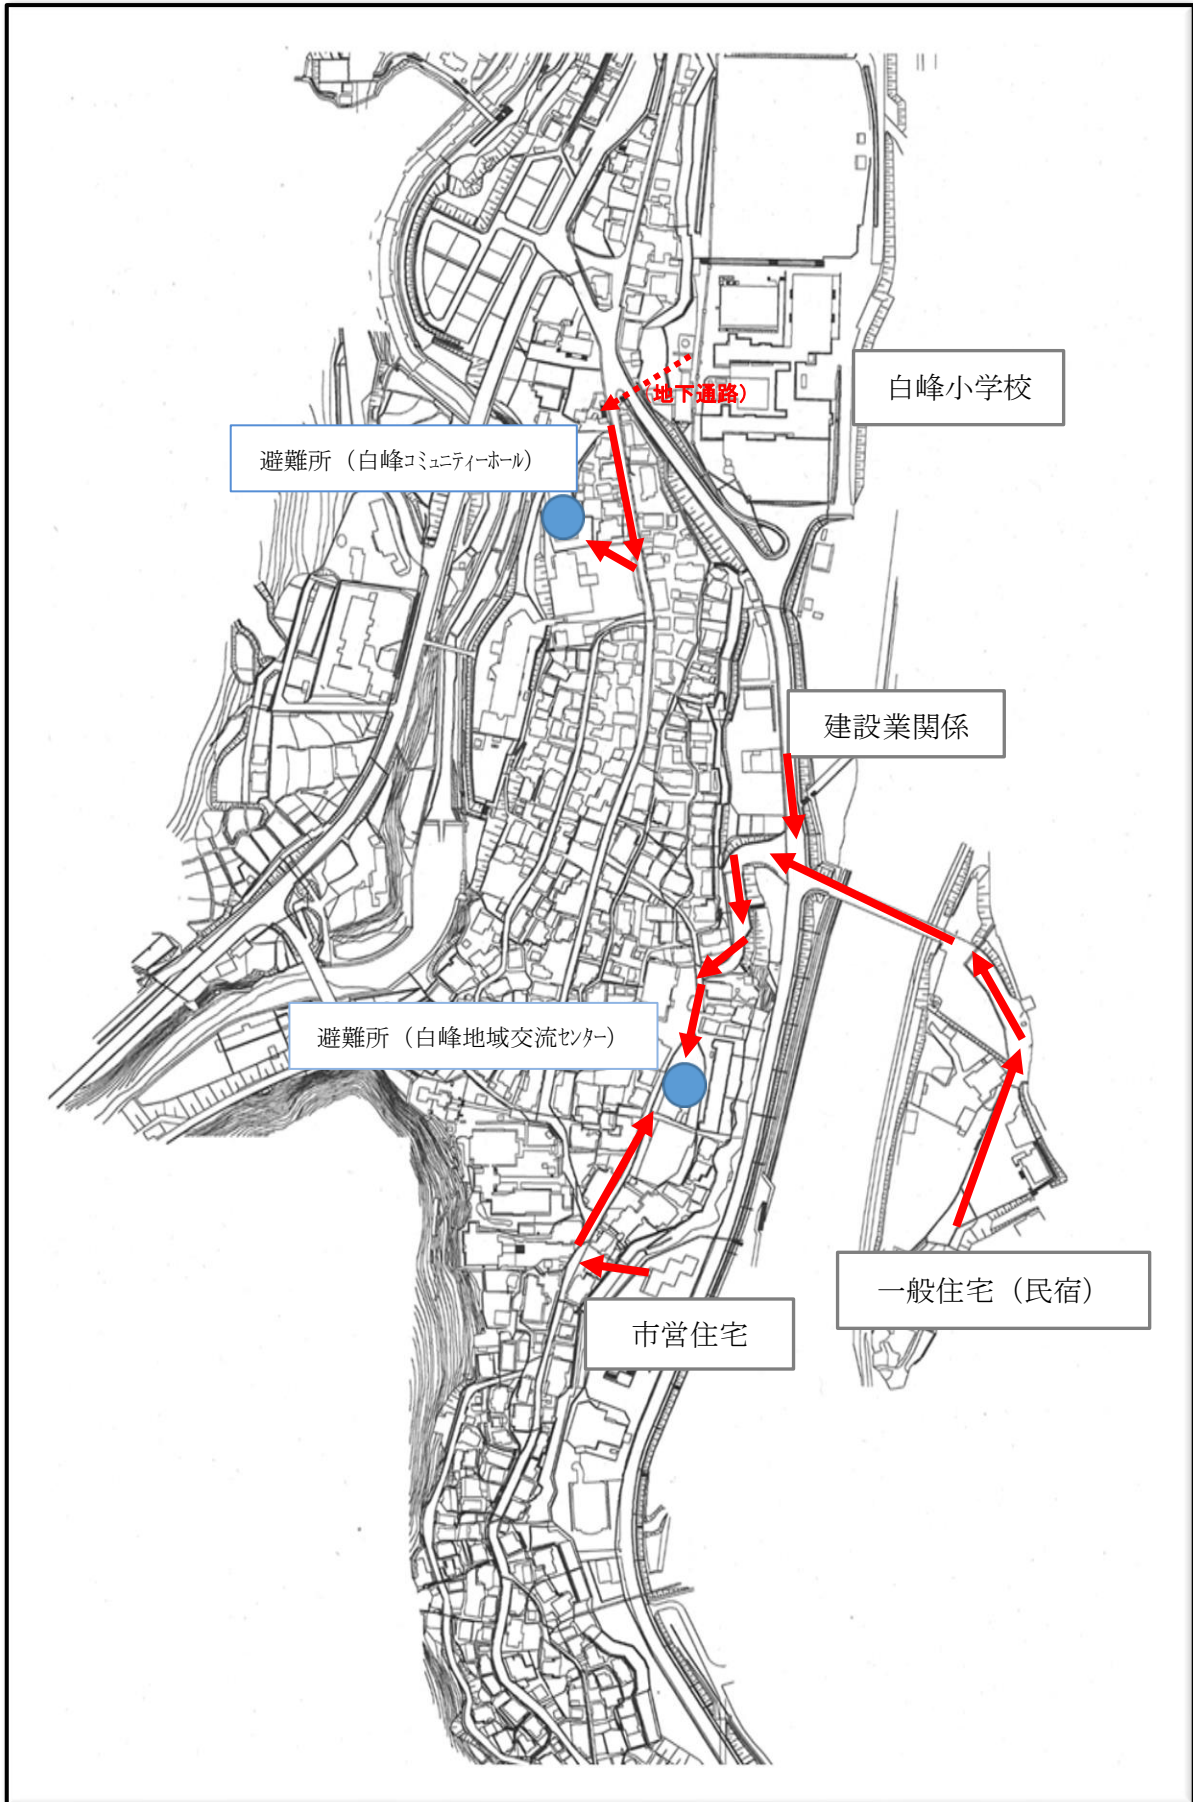 白峰小学校
(地下通路)
避難所（白峰コミュニティーホール）
建設業関係
避難所（白峰地域交流センター）
一般住宅（民宿）
市営住宅